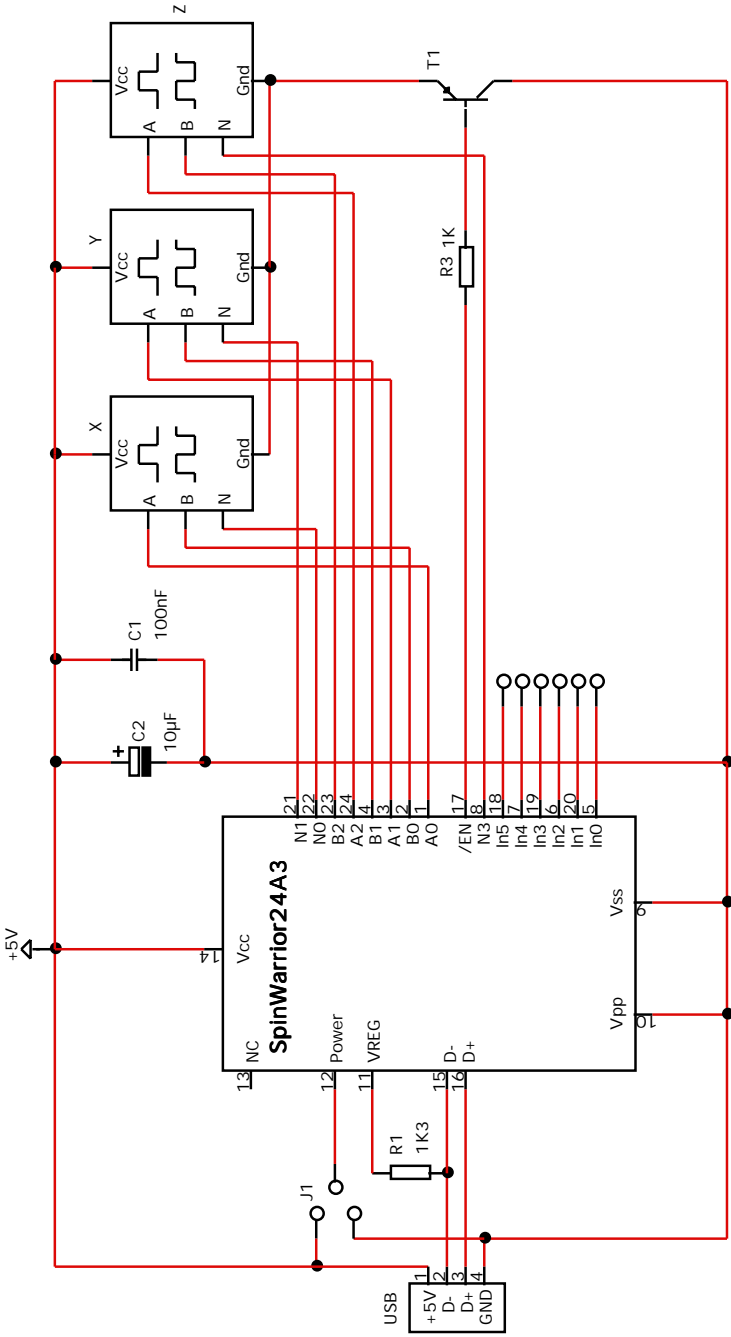 USB
+5V
D-
D+
GND
1
2
3
4
J1
R1
1K3
13
12
11
15
16
NC
Power
VREG
D-
D+
SpinWarrior24A3
Vcc
14
+5V
Vpp
10
Vss
9
N1
N0
B2
A2
B1
A1
B0
A0
/EN
N3
In5
In4
In3
In2
In1
In0
21
22
23
24
4
3
2
1
17
8
18
7
19
6
20
5
+
C2
10µF
C1
100nF
X
Vcc
A
B
N
Gnd
Y
Vcc
A
B
N
Gnd
Z
Vcc
A
B
N
Gnd
R3 1K
T1